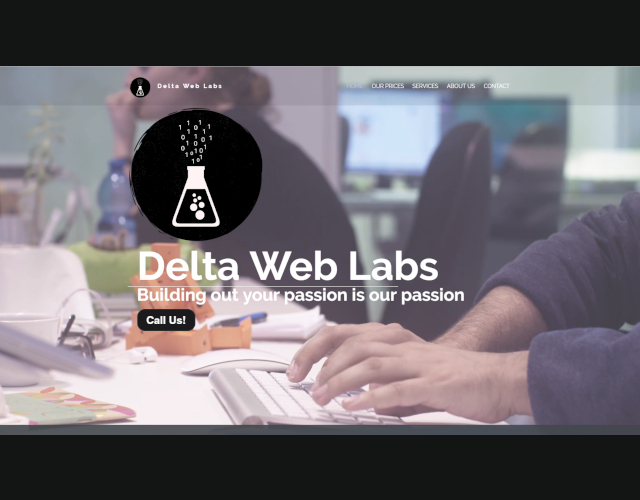 Delta Web Labs
HOME OUR PRICES SERVICES ABOUT US CONTACT
Delta Web Labs
Building out your passion is our passion
Call Us!